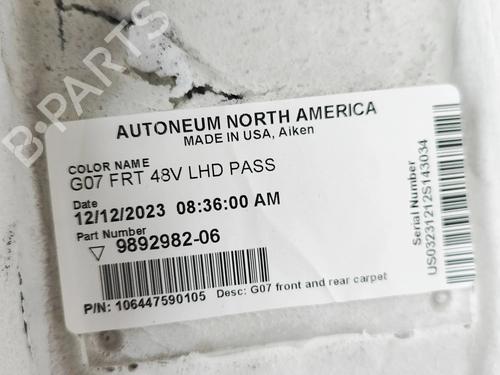 B-PARTS
AUTONEUM NORTH AMERICA
MADE IN USA, Aiken
COLOR NAME
G07 FRT 48V LHD PASS
Date
12/12/2023 08:36:00 AM
Part Number
9892982-06
P/N: 106447590105 Desc: G07 front and rear carpet
Serial Number
US03231212S143034